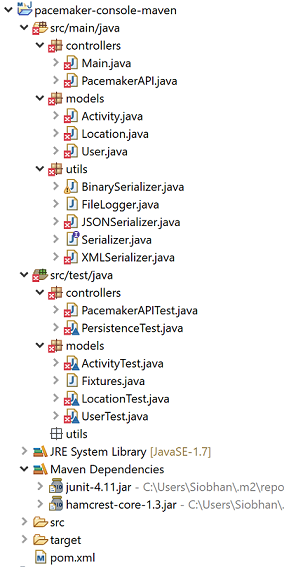 pacemaker-console-maven
src/main/java
controllers
Main.java
PacemakerAPI.java
models
Activity.java
Location.java
User.java
utils
BinarySerializer.java
FileLogger.java
JSONSerializer.java
Serializer.java
XMLSerializer.java
src/test/java
controllers
PacemakerAPITest.java
PersistenceTest.java
models
ActivityTest.java
Fixtures.java
LocationTest.java
UserTest.java
utils
JRE System Library [JavaSE-1.7]
Maven Dependencies
junit-4.11.jar - C:\Users\Siobhan\.m2\repo
hamcrest-core-1.3.jar - C:\Users\Siobhan\.
src
target
pom.xml